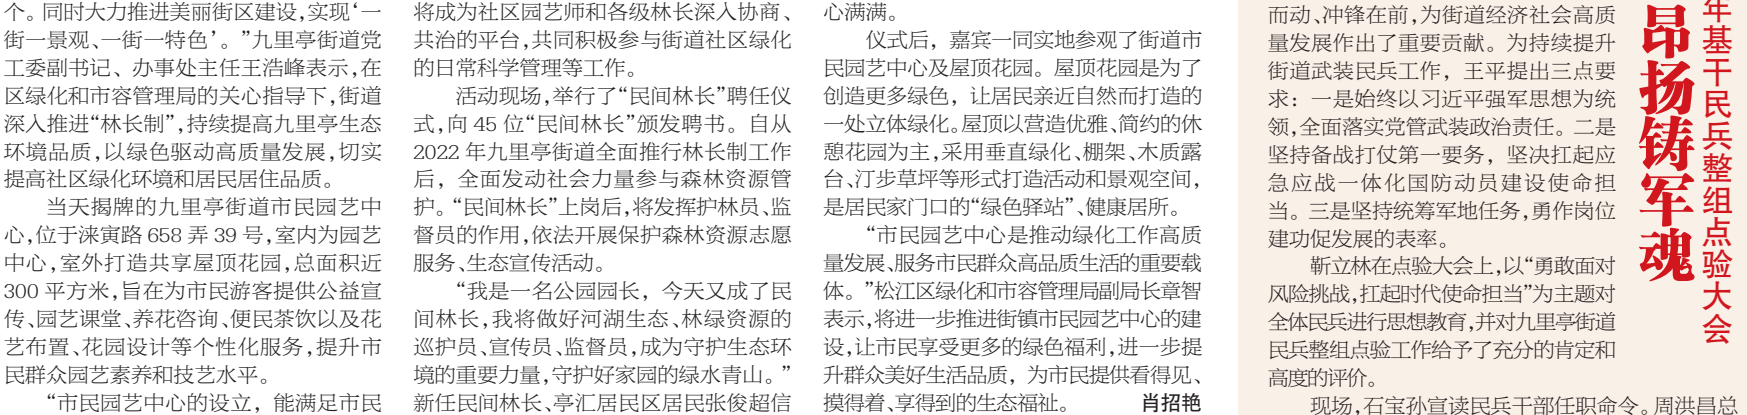 个。同时大力推进美丽街区建设,实现‘一
街一景观、一街一特色’。”九里亭街道党
工委副书记、办事处主任王浩峰表示,在
区绿化和市容管理局的关心指导下,街道
深入推进“林长制”,持续提高九里亭生态
环境品质,以绿色驱动高质量发展,切实
提高社区绿化环境和居民居住品质。
当天揭牌的九里亭街道市民园艺中
心,位于涞寅路 658 弄 39 号,室内为园艺
中心,室外打造共享屋顶花园,总面积近
300 平方米,旨在为市民游客提供公益宣
传、园艺课堂、养花咨询、便民茶饮以及花
艺布置、花园设计等个性化服务,提升市
民群众园艺素养和技艺水平。
“市民园艺中心的设立，能满足市民
将成为社区园艺师和各级林长深入协商、
共治的平台,共同积极参与街道社区绿化
的日常科学管理等工作。
活动现场,举行了“民间林长”聘任仪
式,向 45 位“民间林长”颁发聘书。自从
2022 年九里亭街道全面推行林长制工作
后，全面发动社会力量参与森林资源管
护。“民间林长”上岗后,将发挥护林员、监
督员的作用,依法开展保护森林资源志愿
服务、生态宣传活动。
“我是一名公园园长，今天又成了民
间林长,我将做好河湖生态、林绿资源的
巡护员、宣传员、监督员,成为守护生态环
境的重要力量,守护好家园的绿水青山。”
新任民间林长、亭汇居民区居民张俊超信
心满满。
仪式后，嘉宾一同实地参观了街道市
民园艺中心及屋顶花园。屋顶花园是为了
创造更多绿色，让居民亲近自然而打造的
一处立体绿化。屋顶以营造优雅、简约的休
憩花园为主,采用垂直绿化、棚架、木质露
台、汀步草坪等形式打造活动和景观空间,
是居民家门口的“绿色驿站”、健康居所。
“市民园艺中心是推动绿化工作高质
量发展、服务市民群众高品质生活的重要载
体。”松江区绿化和市容管理局副局长章智
表示,将进一步推进街镇市民园艺中心的建
设,让市民享受更多的绿色福利,进一步提
升群众美好生活品质，为市民提供看得见、
摸得着、享得到的生态福祉。 肖招艳
年基干民兵整组点验大会
昂扬铸军魂
而动、冲锋在前,为街道经济社会高质
量发展作出了重要贡献。为持续提升
街道武装民兵工作，王平提出三点要
求：一是始终以习近平强军思想为统
领,全面落实党管武装政治责任。二是
坚持备战打仗第一要务，坚决扛起应
急应战一体化国防动员建设使命担
当。三是坚持统筹军地任务,勇作岗位
建功促发展的表率。
靳立林在点验大会上,以“勇敢面对
风险挑战,扛起时代使命担当”为主题对
全体民兵进行思想教育,并对九里亭街道
民兵整组点验工作给予了充分的肯定和
高度的评价。
现场,石宝孙宣读民兵干部任职命令。周洪昌总